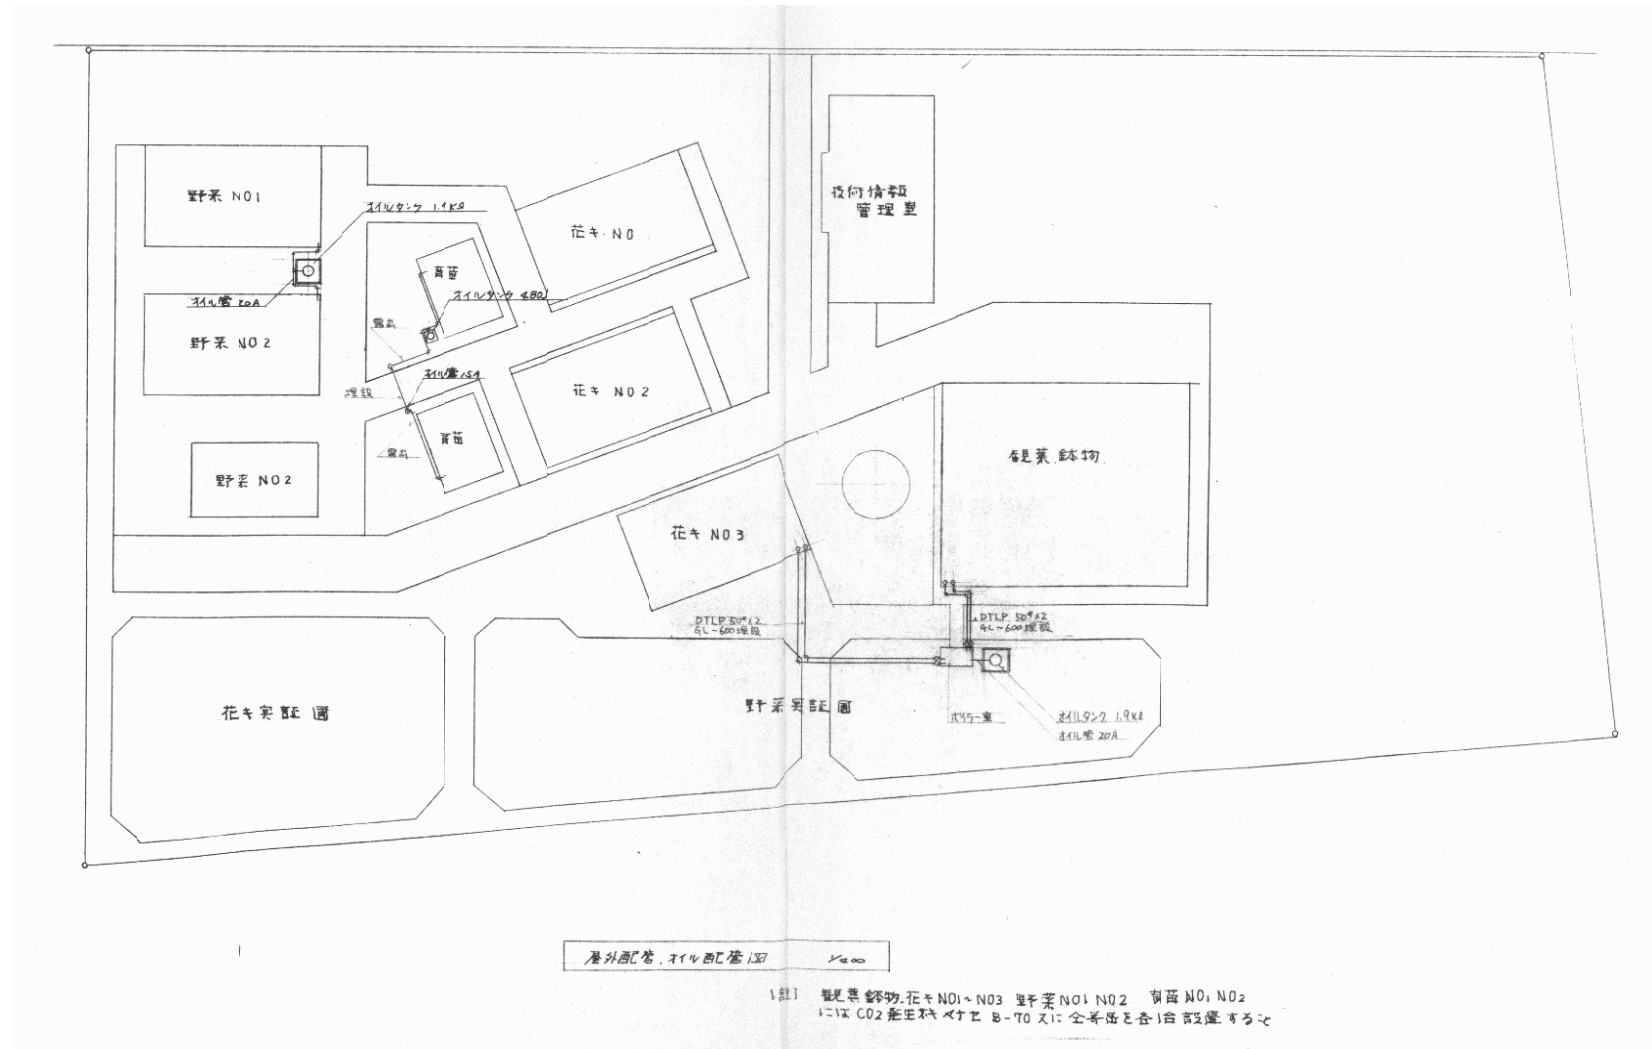 野菜 NO1
オイルタンク 1.9Kℓ
オイル管 20A
野菜 NO2
野菜 NO2
育苗
オイルタンク 480ℓ
露出
オイル管 15A
埋設
育苗
露出
花キ NO
花キ NO2
花キ NO3
技術情報
管理室
観葉鉢物
DTLP 50φ×2
GL-600埋設
DTLP 50φ×2
GL-600埋設
花キ実証圃
野菜実証圃
ボイラー室
オイルタンク 1.9Kℓ
オイル管 20A
屋外配管、オイル配管図 1/400
[註] 観葉鉢物、花キNO1~NO3 野菜NO1 NO2 育苗NO1 NO2
にはCO2発生機 B-70 又は全等品を各1台設置すること